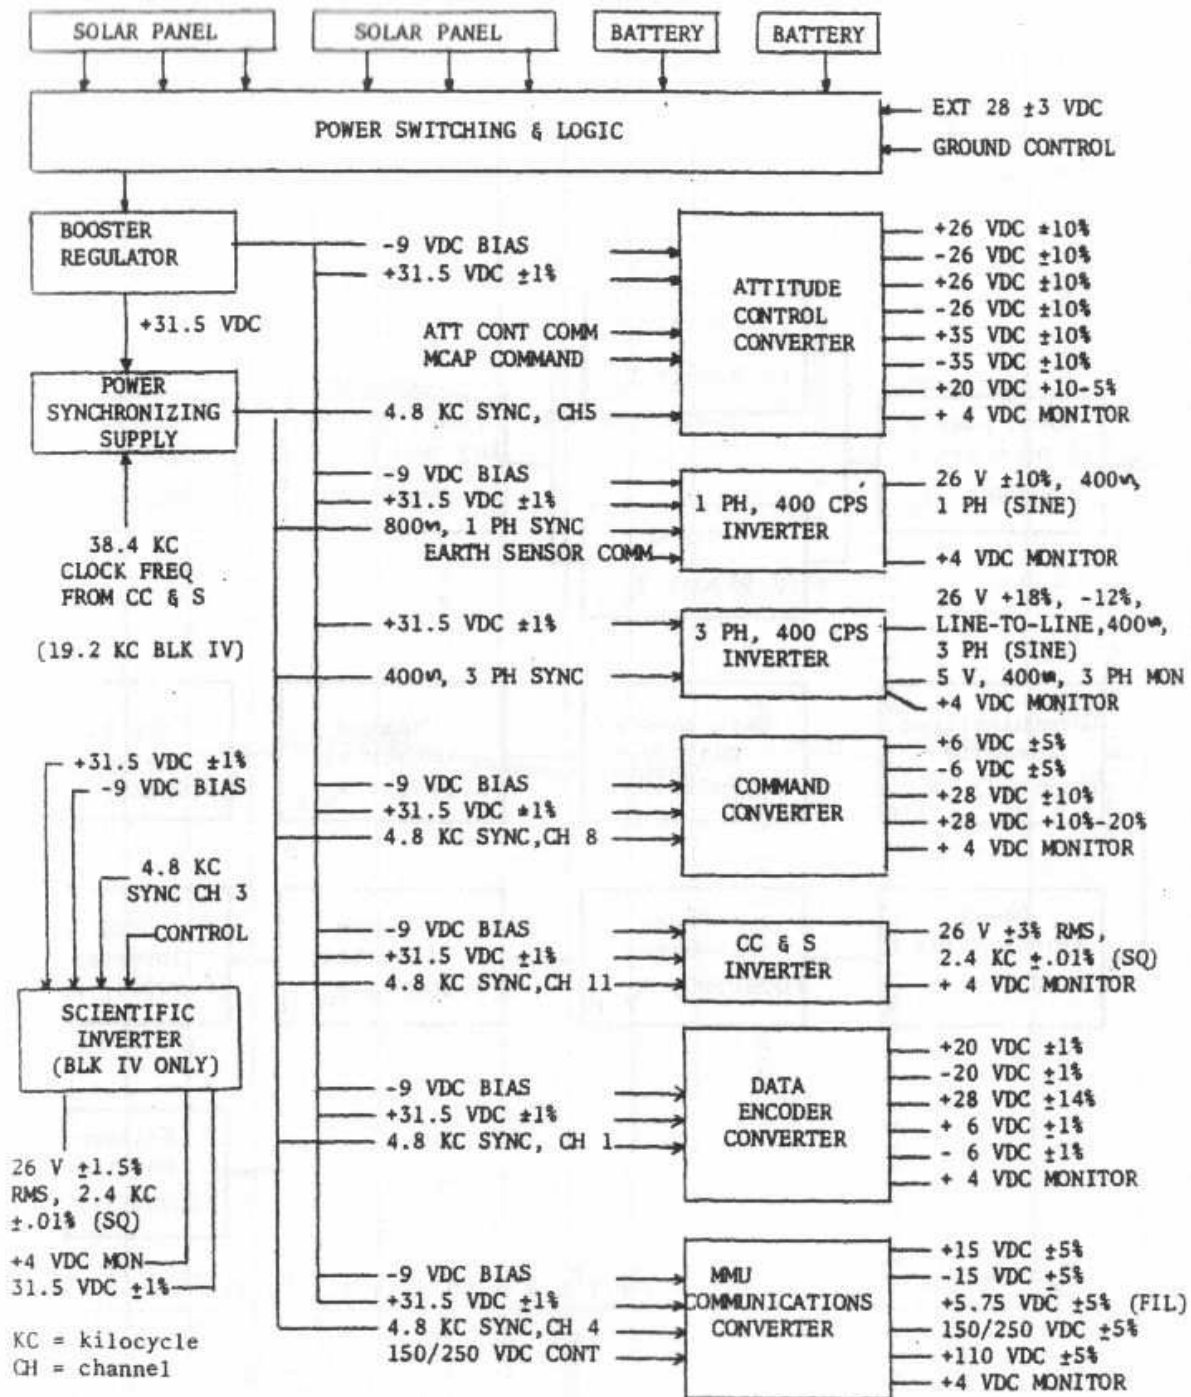 SOLAR PANEL
SOLAR PANEL
BATTERY
BATTERY
POWER SWITCHING & LOGIC
EXT 28 ±3 VDC
GROUND CONTROL
BOOSTER
REGULATOR
+31.5 VDC
POWER
SYNCHRONIZING
SUPPLY
38.4 KC
CLOCK FREQ
FROM CC & S
(19.2 KC BLK IV)
-9 VDC BIAS
+31.5 VDC ±1%
ATT CONT COMM
MCAP COMMAND
4.8 KC SYNC, CH5
ATTITUDE
CONTROL
CONVERTER
+26 VDC ±10%
-26 VDC ±10%
+26 VDC ±10%
-26 VDC ±10%
+35 VDC ±10%
-35 VDC ±10%
+20 VDC +10-5%
+ 4 VDC MONITOR
-9 VDC BIAS
+31.5 VDC ±1%
800∿, 1 PH SYNC
EARTH SENSOR COMM
1 PH, 400 CPS
INVERTER
26 V ±10%, 400∿,
1 PH (SINE)
+4 VDC MONITOR
+31.5 VDC ±1%
400∿, 3 PH SYNC
3 PH, 400 CPS
INVERTER
26 V +18%, -12%,
LINE-TO-LINE,400∿,
3 PH (SINE)
5 V, 400∿, 3 PH MON
+4 VDC MONITOR
-9 VDC BIAS
+31.5 VDC ±1%
4.8 KC SYNC,CH 8
COMMAND
CONVERTER
+6 VDC ±5%
-6 VDC ±5%
+28 VDC ±10%
+28 VDC +10%-20%
+ 4 VDC MONITOR
-9 VDC BIAS
+31.5 VDC ±1%
4.8 KC SYNC,CH 11
CC & S
INVERTER
26 V ±3% RMS,
2.4 KC ±.01% (SQ)
+ 4 VDC MONITOR
-9 VDC BIAS
+31.5 VDC ±1%
4.8 KC SYNC, CH 1
DATA
ENCODER
CONVERTER
+20 VDC ±1%
-20 VDC ±1%
+28 VDC ±14%
+ 6 VDC ±1%
- 6 VDC ±1%
+ 4 VDC MONITOR
-9 VDC BIAS
+31.5 VDC ±1%
4.8 KC SYNC,CH 4
150/250 VDC CONT
MMU
COMMUNICATIONS
CONVERTER
+15 VDC ±5%
-15 VDC ±5%
+5.75 VDC ±5% (FIL)
150/250 VDC ±5%
+110 VDC ±5%
+4 VDC MONITOR
+31.5 VDC ±1%
-9 VDC BIAS
4.8 KC
SYNC CH 3
CONTROL
SCIENTIFIC
INVERTER
(BLK IV ONLY)
26 V ±1.5%
RMS, 2.4 KC
±.01% (SQ)
+4 VDC MON
31.5 VDC ±1%
KC = kilocycle
CH = channel